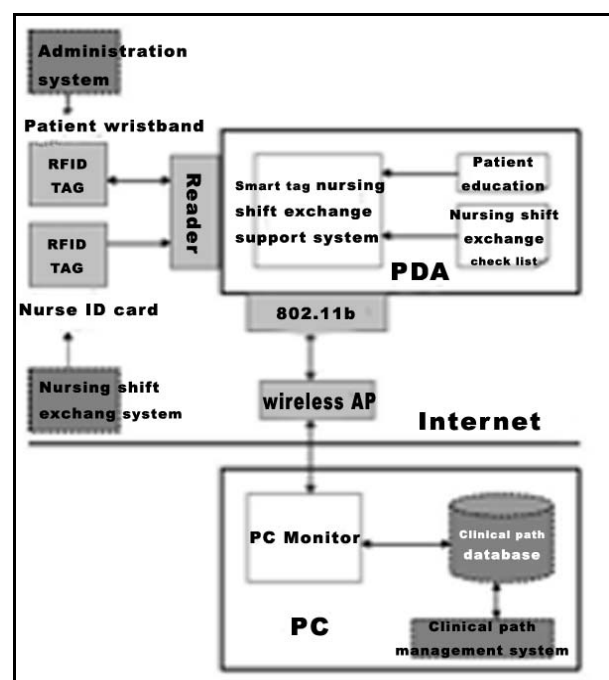 Administration
system
Patient wristband
RFID
TAG
RFID
TAG
Nurse ID card
Nursing shift
exchang system
Reader
Smart tag nursing
shift exchange
support system
Patient
education
Nursing shift
exchange
check list
PDA
802.11b
wireless AP
Internet
PC Monitor
Clinical path
database
Clinical path
management system
PC